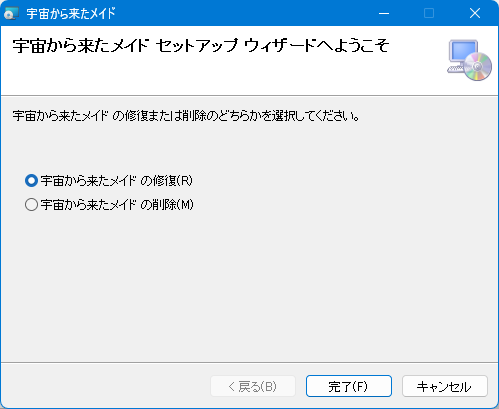 宇宙から来たメイド
宇宙から来たメイド セットアップ ウィザードへようこそ
宇宙から来たメイド の修復または削除のどちらかを選択してください。
宇宙から来たメイド の修復(R)
宇宙から来たメイド の削除(M)
< 戻る(B)
完了(F)
キャンセル